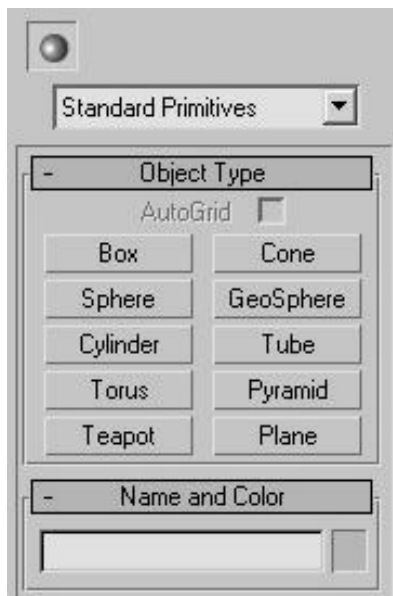 Standard Primitives
- Object Type
AutoGrid
Box Cone
Sphere GeoSphere
Cylinder Tube
Torus Pyramid
Teapot Plane
- Name and Color